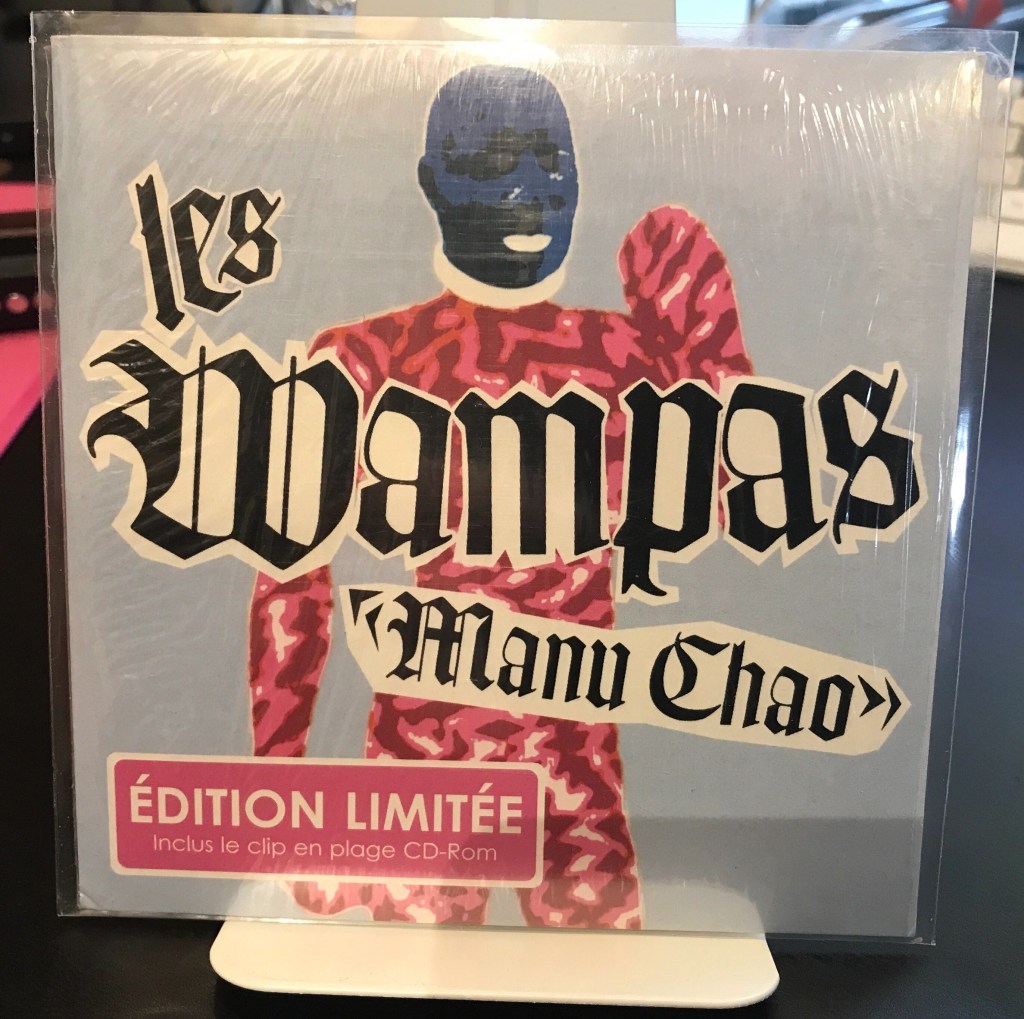 les
Wampas
«Manu Chao»
ÉDITION LIMITÉE
Inclus le clip en plage CD-Rom